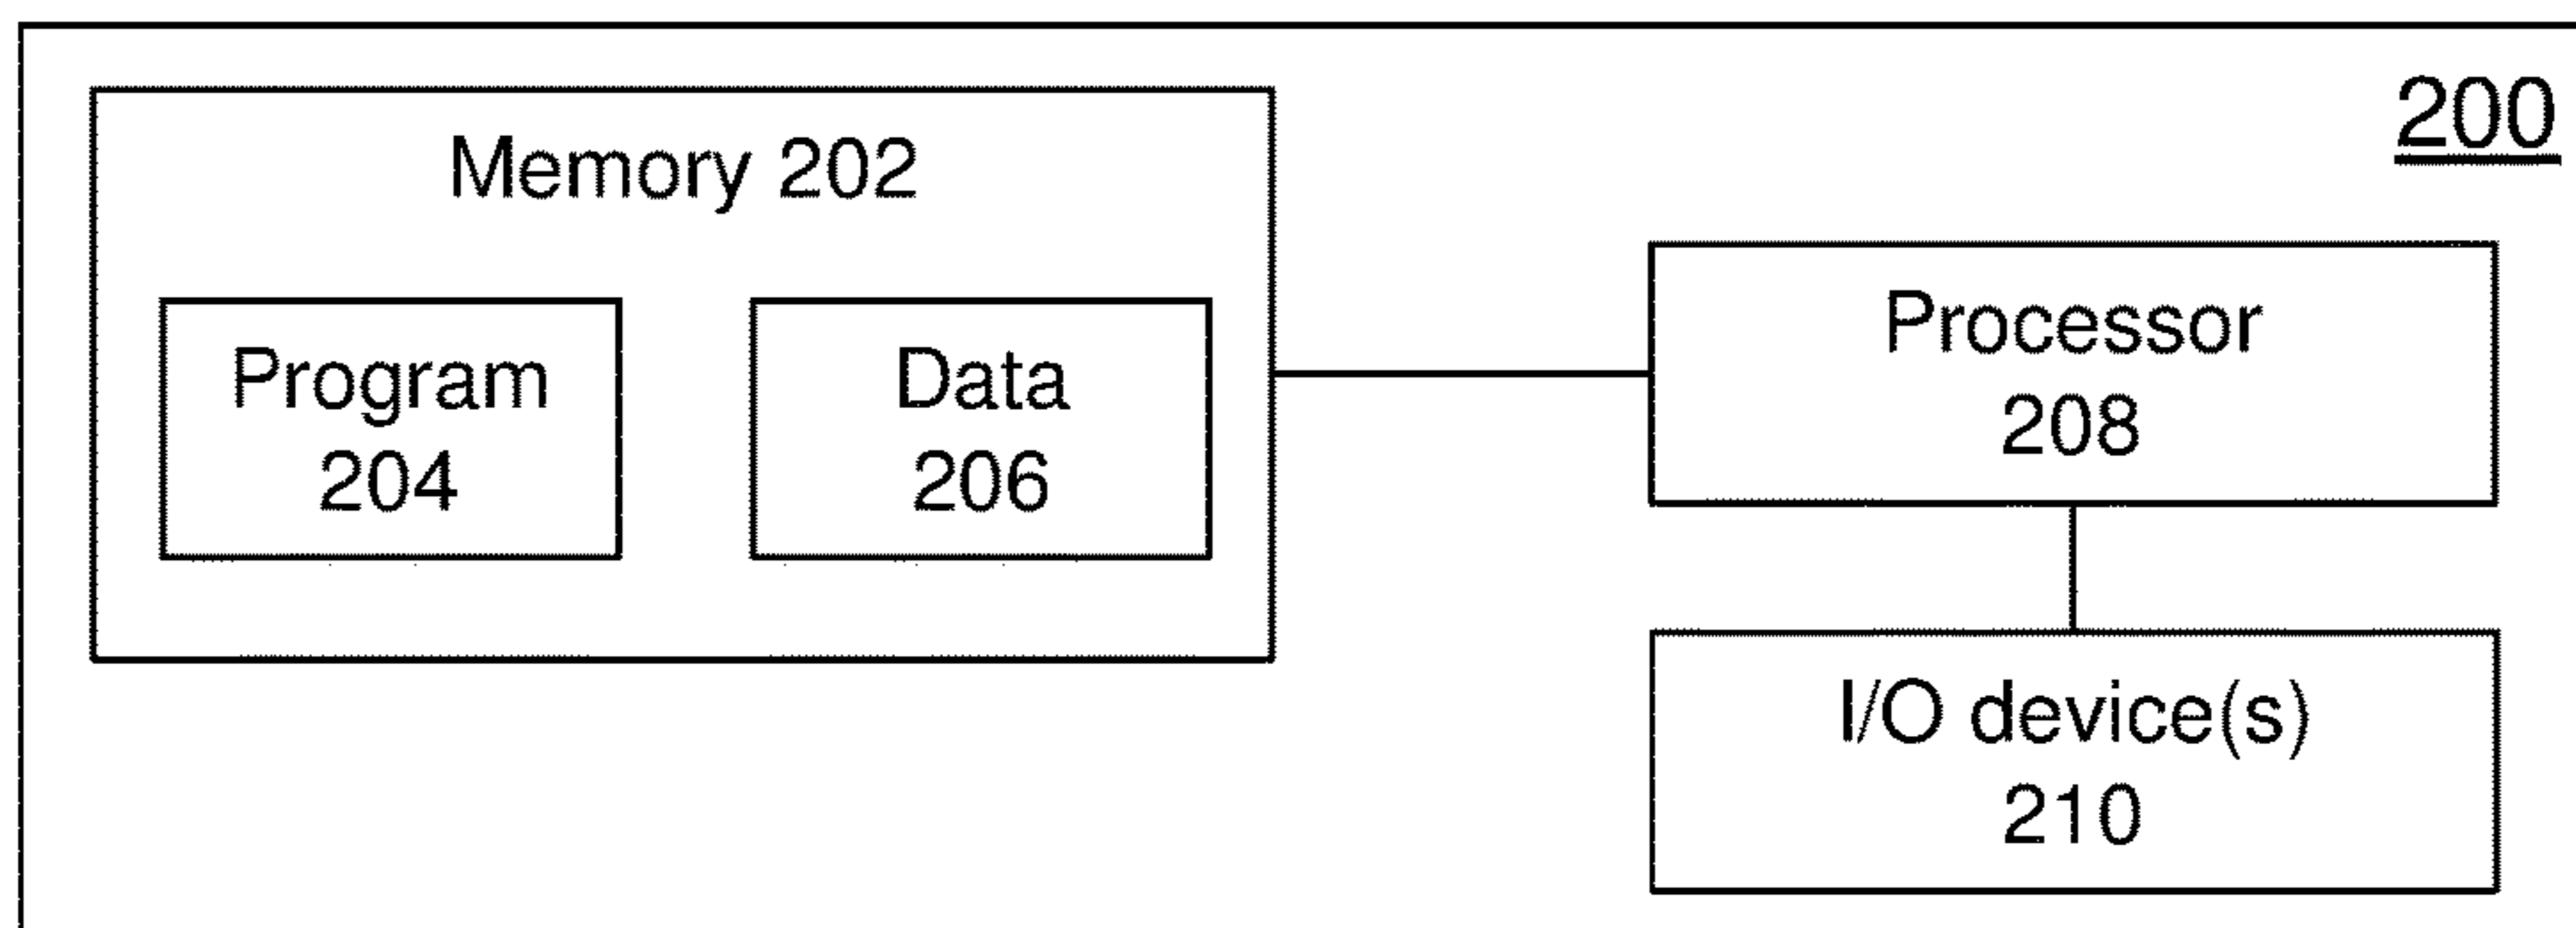 200
Memory 202
Program
204
Data
206
Processor
208
I/O device(s)
210